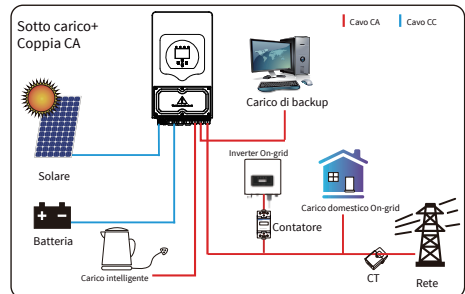 Sotto carico+
Coppia CA
Cavo CA
Cavo CC
Carico di backup
Solare
Inverter On-grid
Carico domestico On-grid
Contatore
Batteria
Carico intelligente
CT
Rete